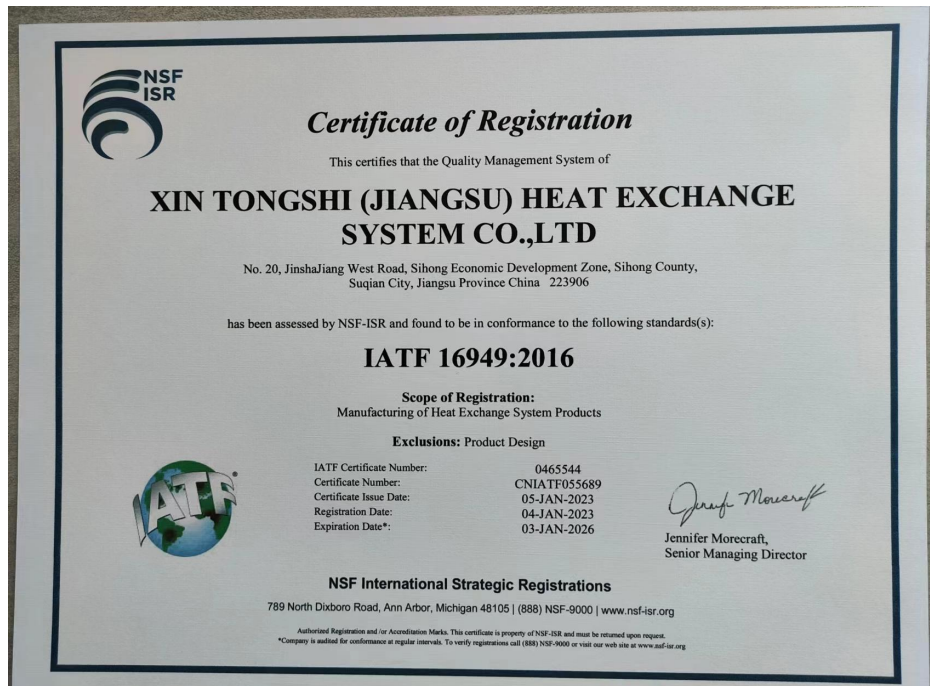 NSF
ISR
Certificate of Registration
This certifies that the Quality Management System of
XIN TONGSHI (JIANGSU) HEAT EXCHANGE
SYSTEM CO.,LTD
No. 20, JinshaJiang West Road, Sihong Economic Development Zone, Sihong County,
Suqian City, Jiangsu Province China 223906
has been assessed by NSF-ISR and found to be in conformance to the following standards(s):
IATF 16949:2016
Scope of Registration:
Manufacturing of Heat Exchange System Products
Exclusions: Product Design
IATF Certificate Number: 0465544
Certificate Number: CNIATF055689
Certificate Issue Date: 05-JAN-2023
Registration Date: 04-JAN-2023
Expiration Date*: 03-JAN-2026
IATF
Jennifer Morecraft
Jennifer Morecraft,
Senior Managing Director
NSF International Strategic Registrations
789 North Dixboro Road, Ann Arbor, Michigan 48105 | (888) NSF-9000 | www.nsf-isr.org
Authorized Registration and /or Accreditation Marks. This certificate is property of NSF-ISR and must be returned upon request.
*Company is audited for conformance at regular intervals. To verify registrations call (888) NSF-9000 or visit our web site at www.nsf-isr.org